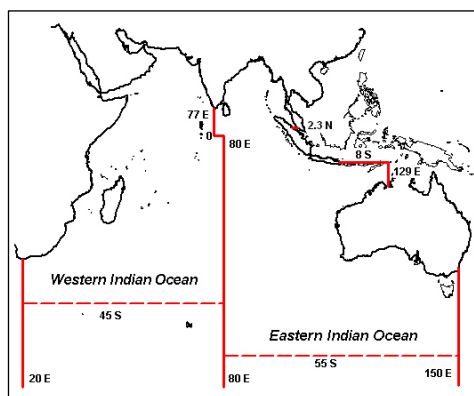 77 E
2.3 N
0
80 E
8 S
129 E
Western Indian Ocean
45 S
Eastern Indian Ocean
55 S
20 E
80 E
150 E